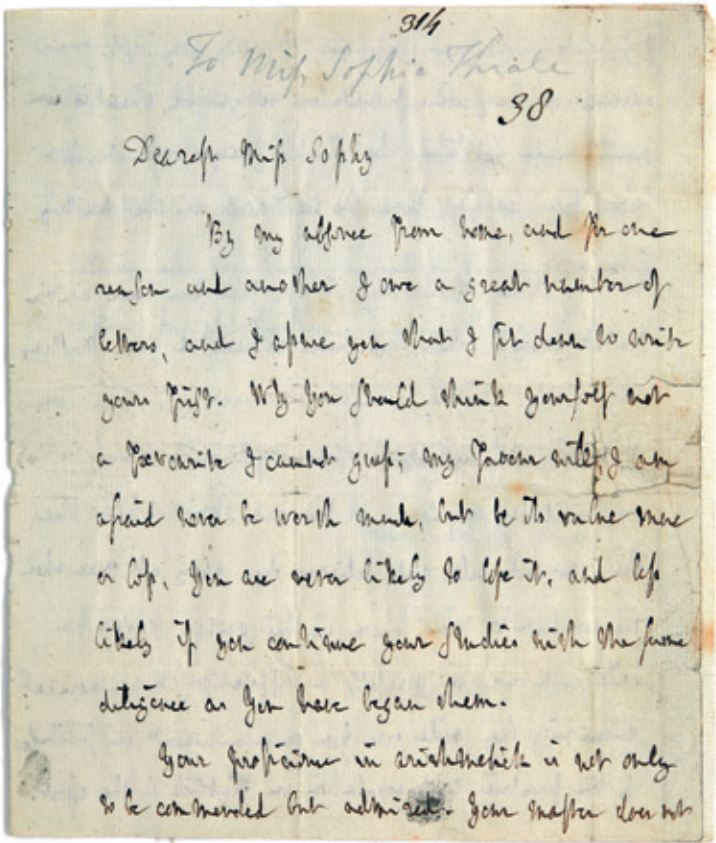 314
To Miss Sophia Thrale
38
Dearest Miss Sophy
By my absence from home, and for one
reason and another I owe a great number of
letters, and I assure you that I sit down to write
yours first. Why you should think yourself not
a favourite I cannot guess; my favour will, I am
afraid never be worth much, but be its value more
or less, you are never likely to lose it, and less
likely if you continue your studies with the same
diligence as you have began them.
Your proficience in arithmetick is not only
to be commended but admired. Your master does not